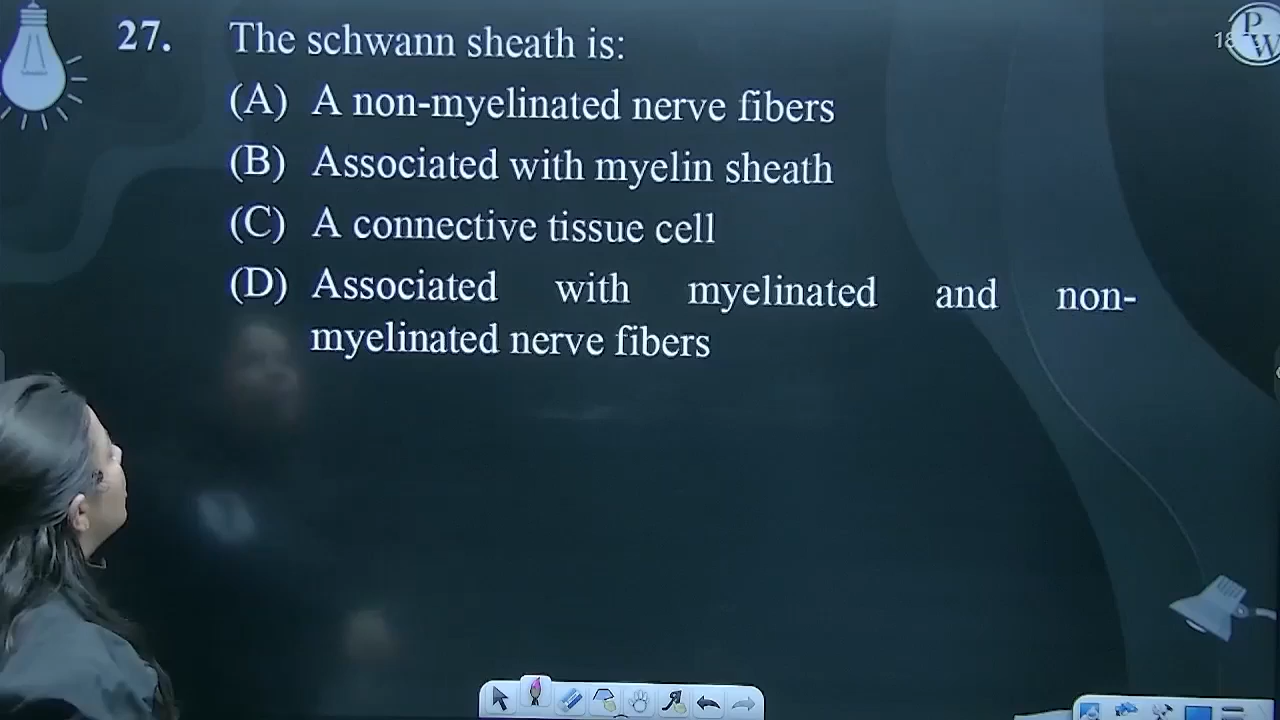 27. The schwann sheath is:
(A) A non-myelinated nerve fibers
(B) Associated with myelin sheath
(C) A connective tissue cell
(D) Associated with myelinated and non-
myelinated nerve fibers
PW